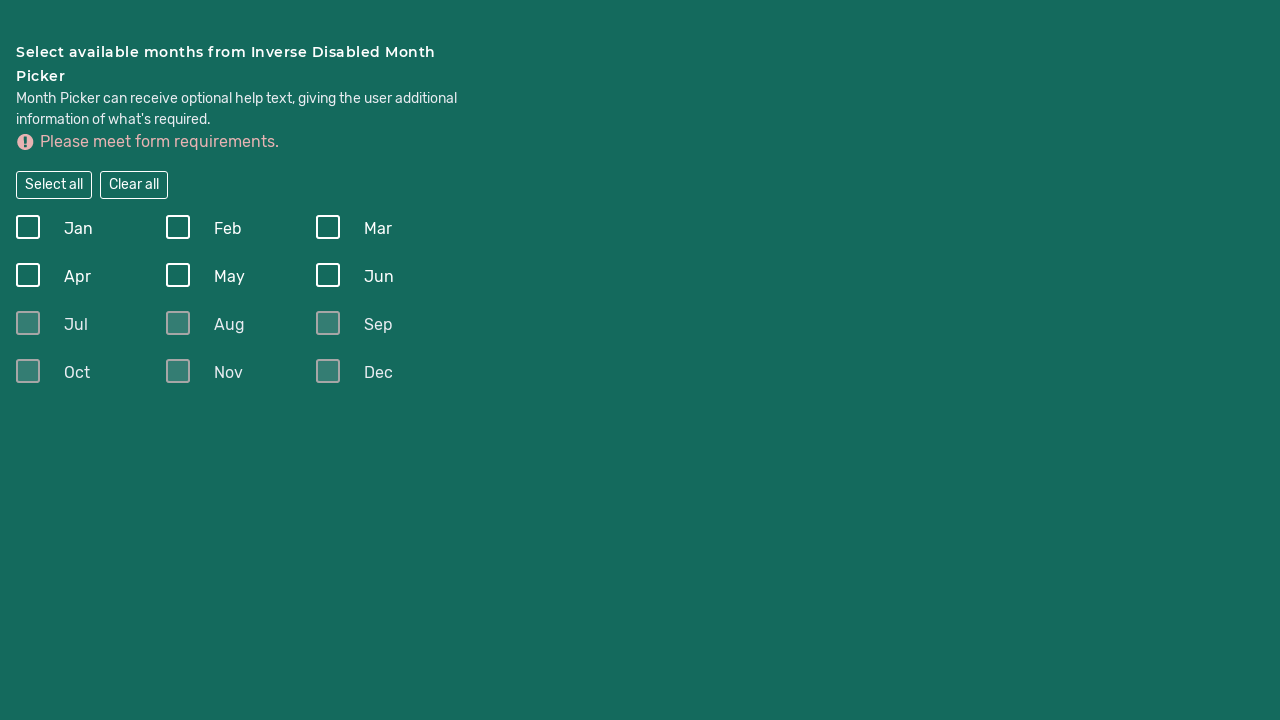 Select available months from Inverse Disabled Month
Picker
Month Picker can receive optional help text, giving the user additional
information of what's required.
Please meet form requirements.
Select all Clear all
Jan Feb Mar
Apr May Jun
Jul Aug Sep
Oct Nov Dec